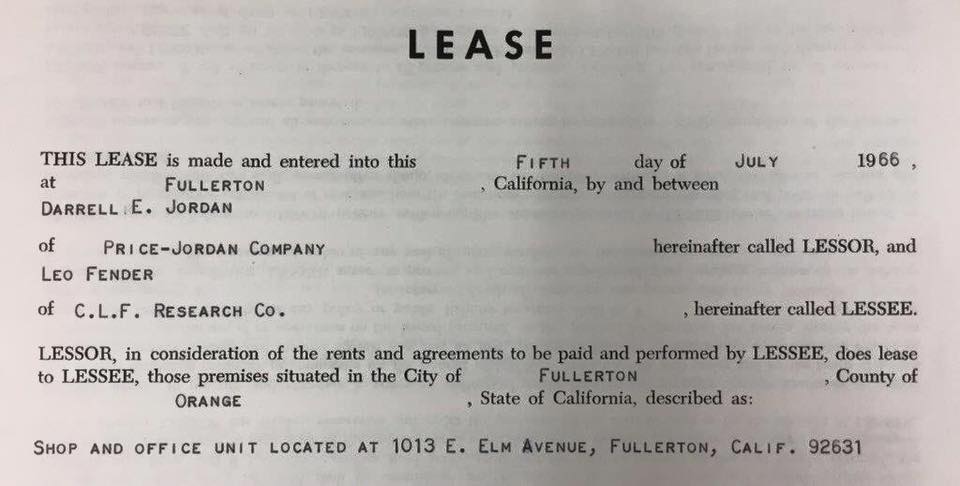 LEASE
THIS LEASE is made and entered into this FIFTH day of JULY 1966 ,
at FULLERTON , California, by and between
DARRELL E. JORDAN
of PRICE-JORDAN COMPANY hereinafter called LESSOR, and
LEO FENDER
of C.L.F. RESEARCH CO. , hereinafter called LESSEE.
LESSOR, in consideration of the rents and agreements to be paid and performed by LESSEE, does lease
to LESSEE, those premises situated in the City of FULLERTON , County of
ORANGE , State of California, described as:
SHOP AND OFFICE UNIT LOCATED AT 1013 E. ELM AVENUE, FULLERTON, CALIF. 92631